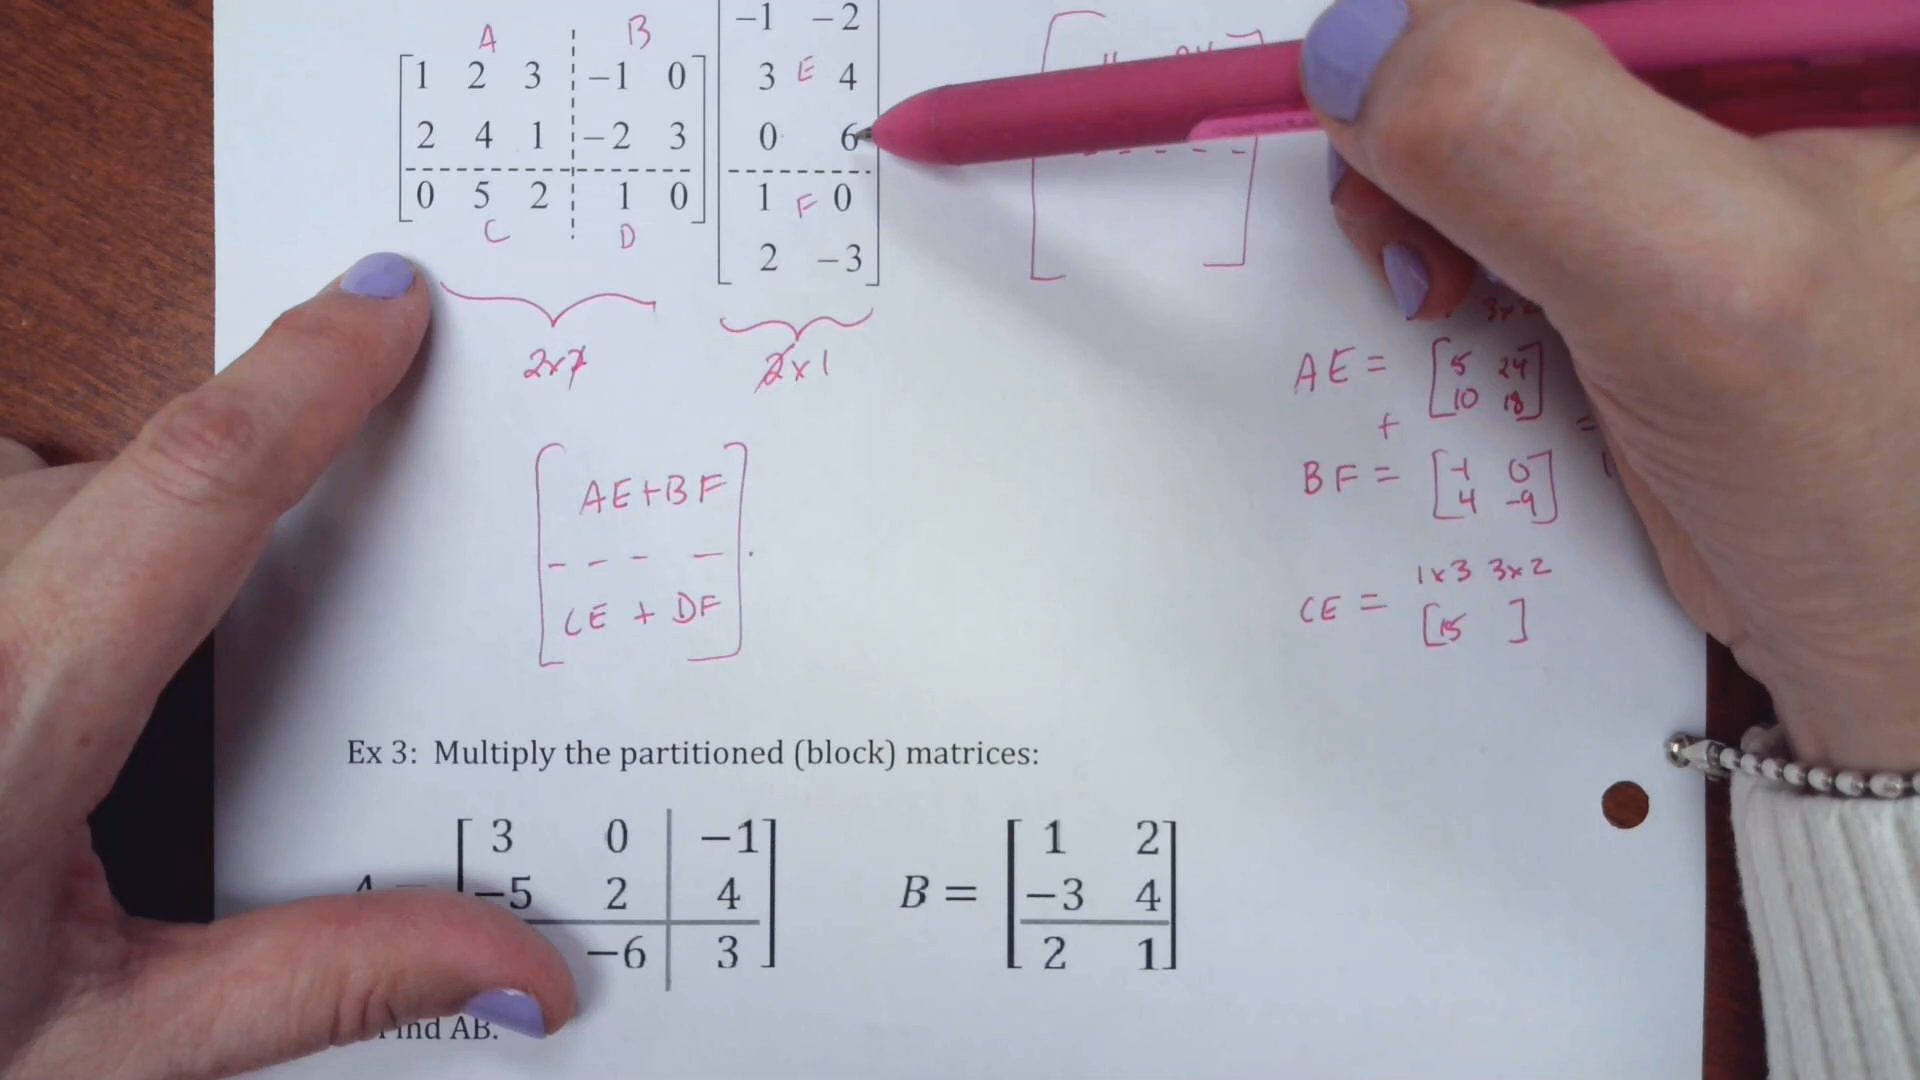 A B
1 2 3 -1 0
2 4 1 -2 3
0 5 2 1 0
C D
-1 -2
3 E 4
0 6
1 F 0
2 -3
2x2 2x1
AE+BF
CE + DF
3x2
AE = 5 24
10 18
+ =
BF = -1 0
4 -9
1x3 3x2
CE = [15 ]
Ex 3: Multiply the partitioned (block) matrices:
3 0 -1
-5 2 4
-6 3
B = 1 2
-3 4
2 1
Find AB.